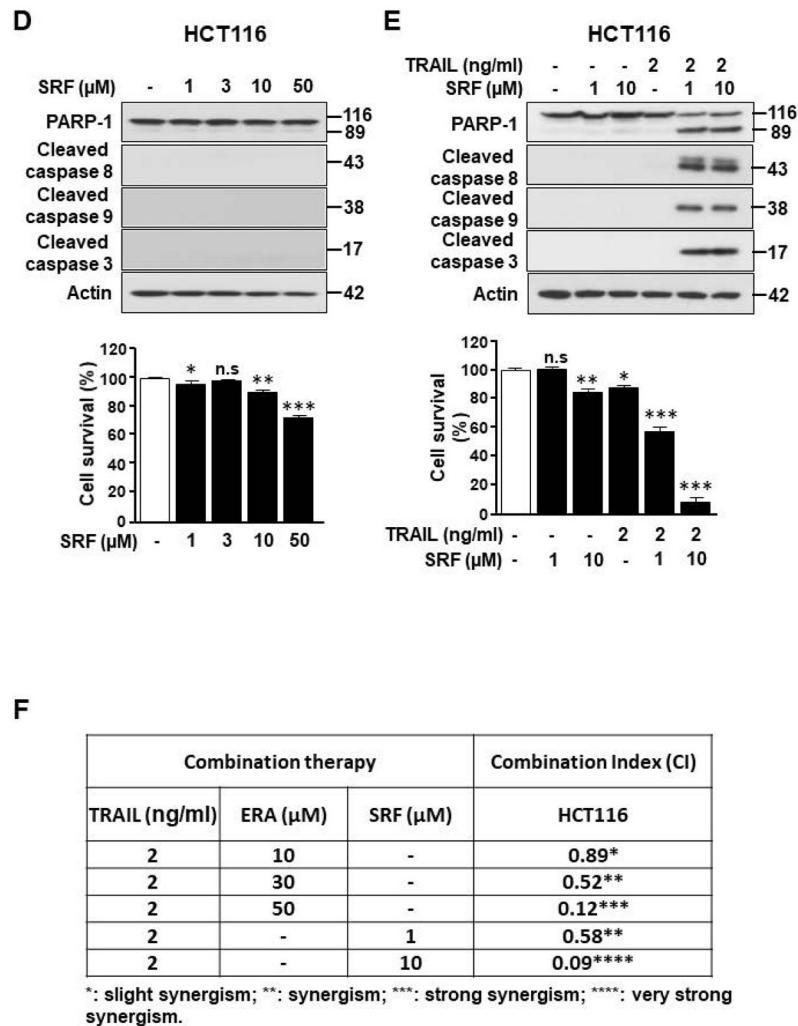 D
HCT116
SRF (µM) - 1 3 10 50
PARP-1
116
89
Cleaved
caspase 8
43
Cleaved
caspase 9
38
Cleaved
caspase 3
17
Actin
42
Cell survival (%)
120
100
80
60
40
20
0
* n.s ** ***
SRF (µM) - 1 3 10 50
E
HCT116
TRAIL (ng/ml) - - - 2 2 2
SRF (µM) - 1 10 - 1 10
PARP-1
116
89
Cleaved
caspase 8
43
Cleaved
caspase 9
38
Cleaved
caspase 3
17
Actin
42
Cell survival
(%)
120
100
80
60
40
20
0
n.s ** * *** ***
TRAIL (ng/ml) - - - 2 2 2
SRF (µM) - 1 10 - 1 10
F
Combination therapy Combination Index (CI)
TRAIL (ng/ml) ERA (µM) SRF (µM) HCT116
2 10 - 0.89*
2 30 - 0.52**
2 50 - 0.12***
2 - 1 0.58**
2 - 10 0.09****
*: slight synergism; **: synergism; ***: strong synergism; ****: very strong
synergism.